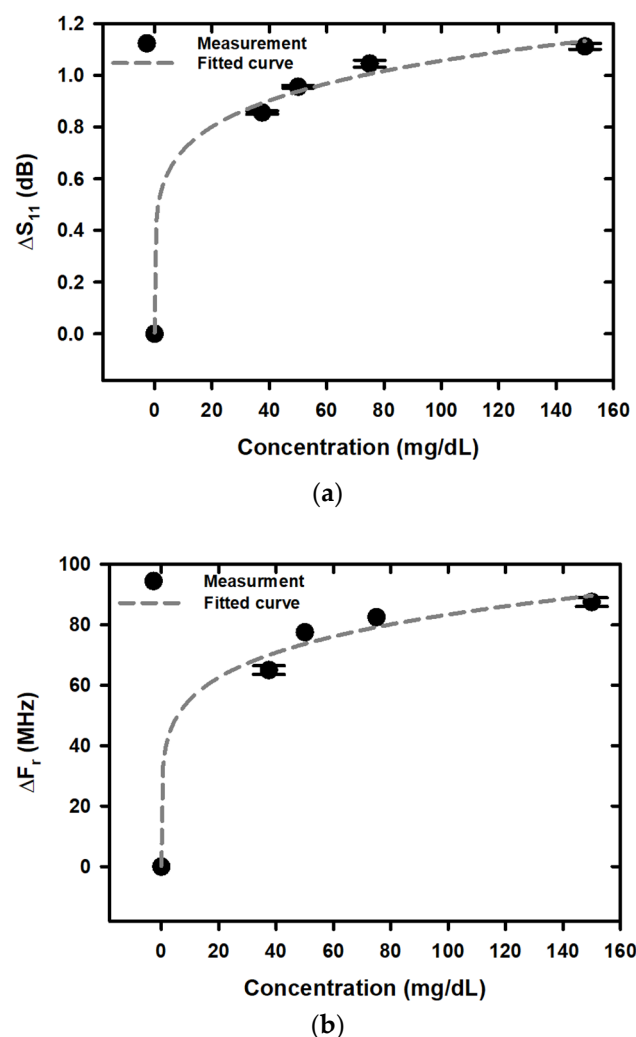 1.2
Measurement
Fitted curve
1.0
0.8
0.6
0.4
0.2
0.0
ΔS₁₁ (dB)
0 20 40 60 80 100 120 140 160
Concentration (mg/dL)
(a)
100
Measurment
Fitted curve
80
60
40
20
0
ΔFᵣ (MHz)
0 20 40 60 80 100 120 140 160
Concentration (mg/dL)
(b)